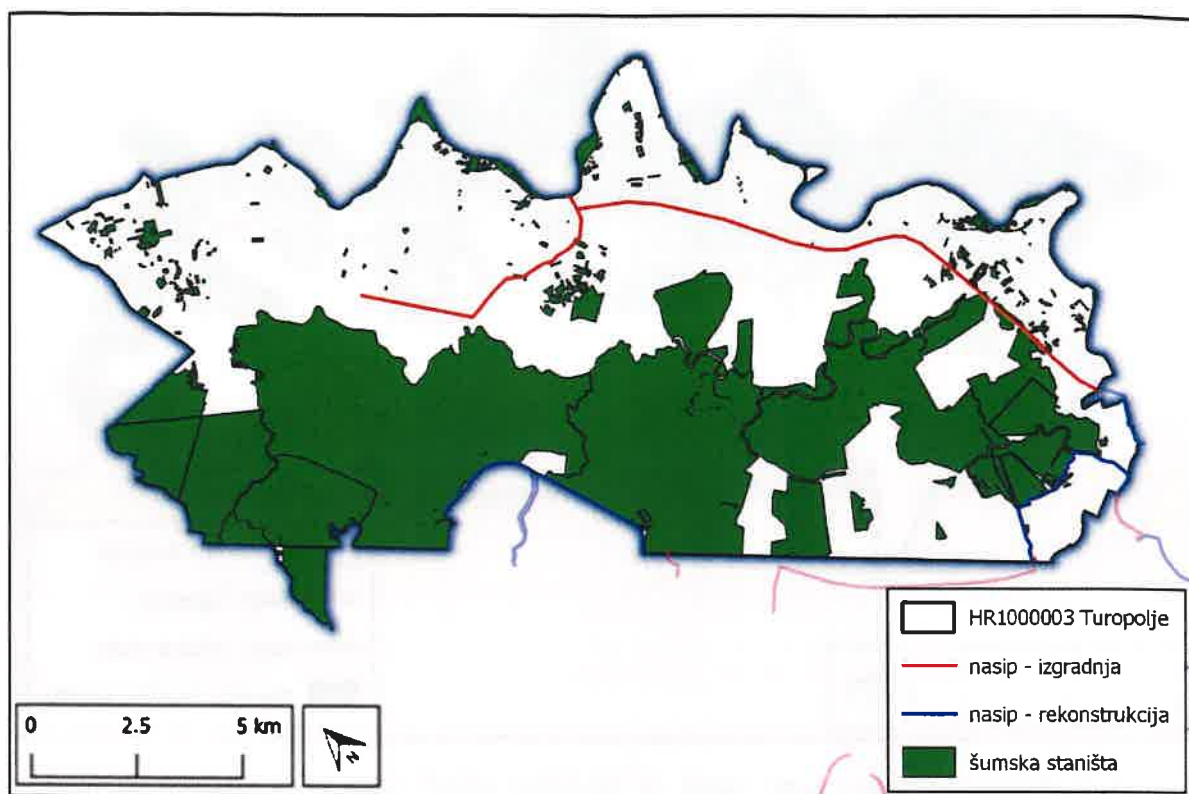 HR1000003 Turopolje
nasip - izgradnja
nasip - rekonstrukcija
šumska staništa
0 2.5 5 km
N